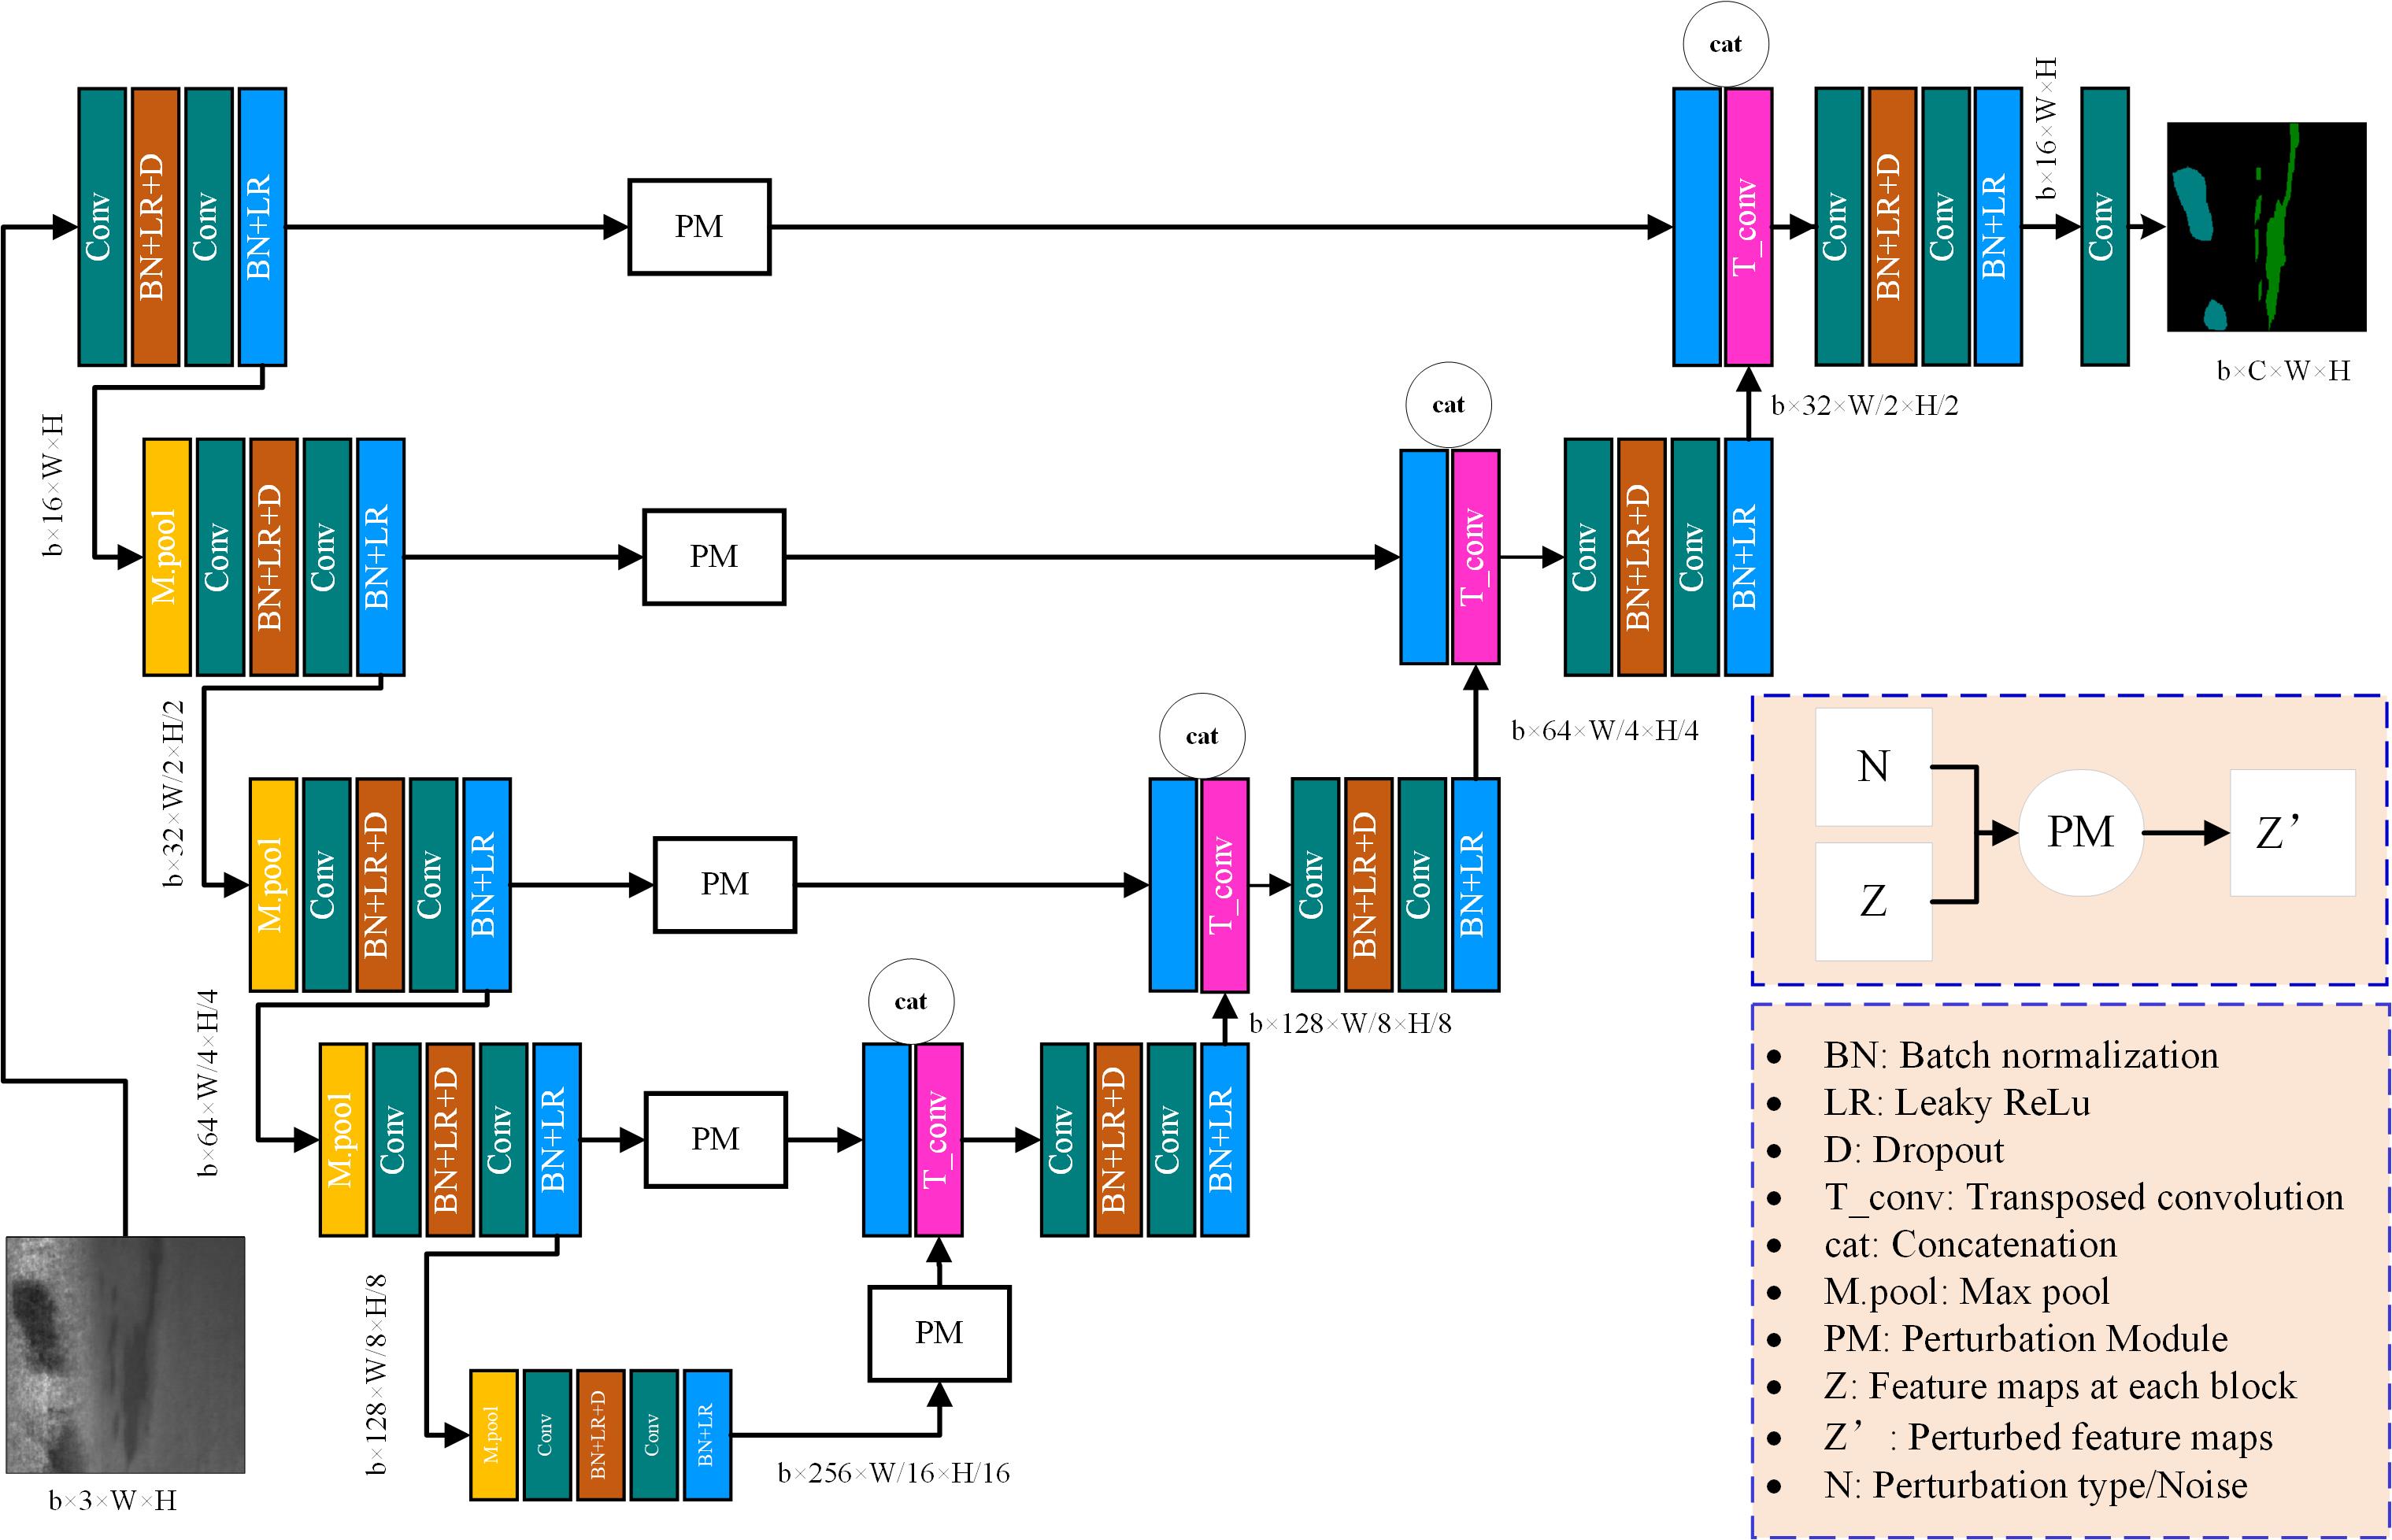 cat
Conv
BN+LR+D
Conv
BN+LR
PM
T_conv
Conv
BN+LR+D
Conv
BN+LR
b×16×W×H
Conv
b×C×W×H
b×16×W×H
cat
b×32×W/2×H/2
M.pool
Conv
BN+LR+D
Conv
BN+LR
PM
T_conv
Conv
BN+LR+D
Conv
BN+LR
b×32×W/2×H/2
cat
b×64×W/4×H/4
M.pool
Conv
BN+LR+D
Conv
BN+LR
PM
T_conv
Conv
BN+LR+D
Conv
BN+LR
b×64×W/4×H/4
cat
b×128×W/8×H/8
M.pool
Conv
BN+LR+D
Conv
BN+LR
PM
T_conv
Conv
BN+LR+D
Conv
BN+LR
b×128×W/8×H/8
PM
M.pool
Conv
BN+LR+D
Conv
BN+LR
b×256×W/16×H/16
b×3×W×H
N
Z
PM
Z’
• BN: Batch normalization
• LR: Leaky ReLu
• D: Dropout
• T_conv: Transposed convolution
• cat: Concatenation
• M.pool: Max pool
• PM: Perturbation Module
• Z: Feature maps at each block
• Z’ : Perturbed feature maps
• N: Perturbation type/Noise